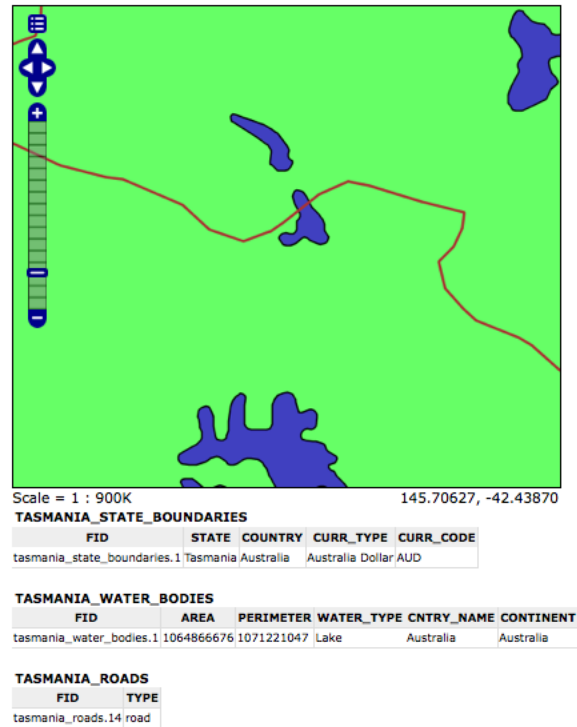 Scale = 1 : 900K 145.70627, -42.43870
TASMANIA_STATE_BOUNDARIES
FID STATE COUNTRY CURR_TYPE CURR_CODE
tasmania_state_boundaries.1 Tasmania Australia Australia Dollar AUD
TASMANIA_WATER_BODIES
FID AREA PERIMETER WATER_TYPE CNTRY_NAME CONTINENT
tasmania_water_bodies.1 1064866676 1071221047 Lake Australia Australia
TASMANIA_ROADS
FID TYPE
tasmania_roads.14 road